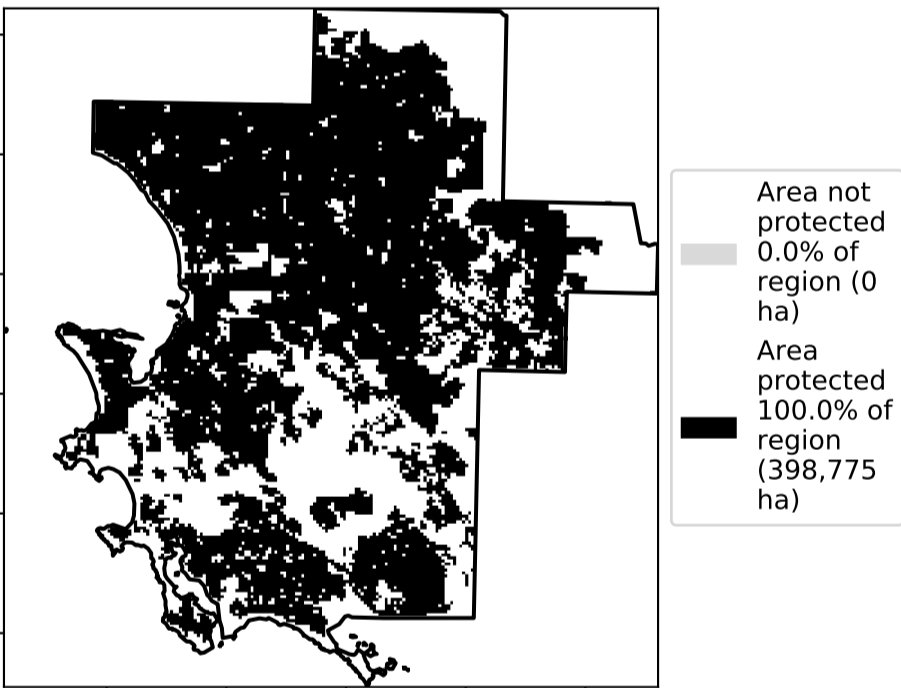 Area not
protected
0.0% of
region (0
ha)
Area
protected
100.0% of
region
(398,775
ha)